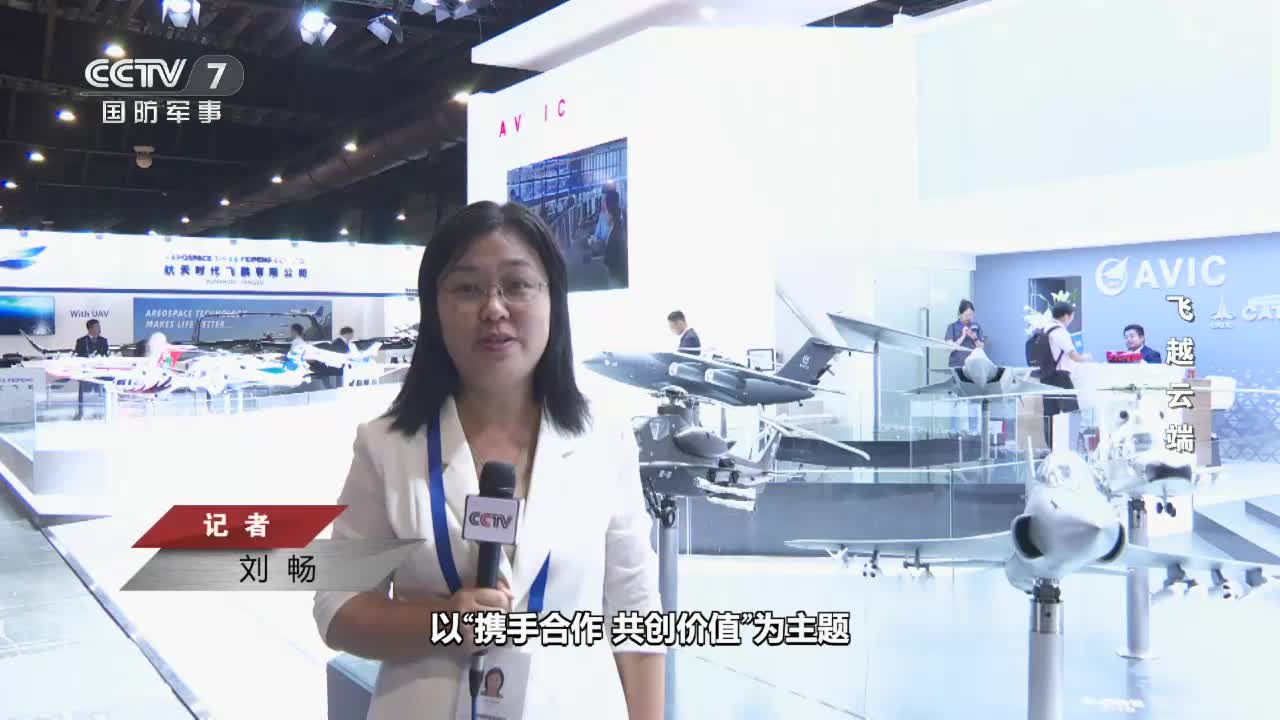 CCTV 7
国防军事
AVIC
航天时代飞鹏有限公司
With UAV
AEROSPACE TECHNOLOGY
MAKES LIFE BETTER...
AVIC
飞越云端
CCTV
记者
刘畅
以“携手合作 共创价值”为主题